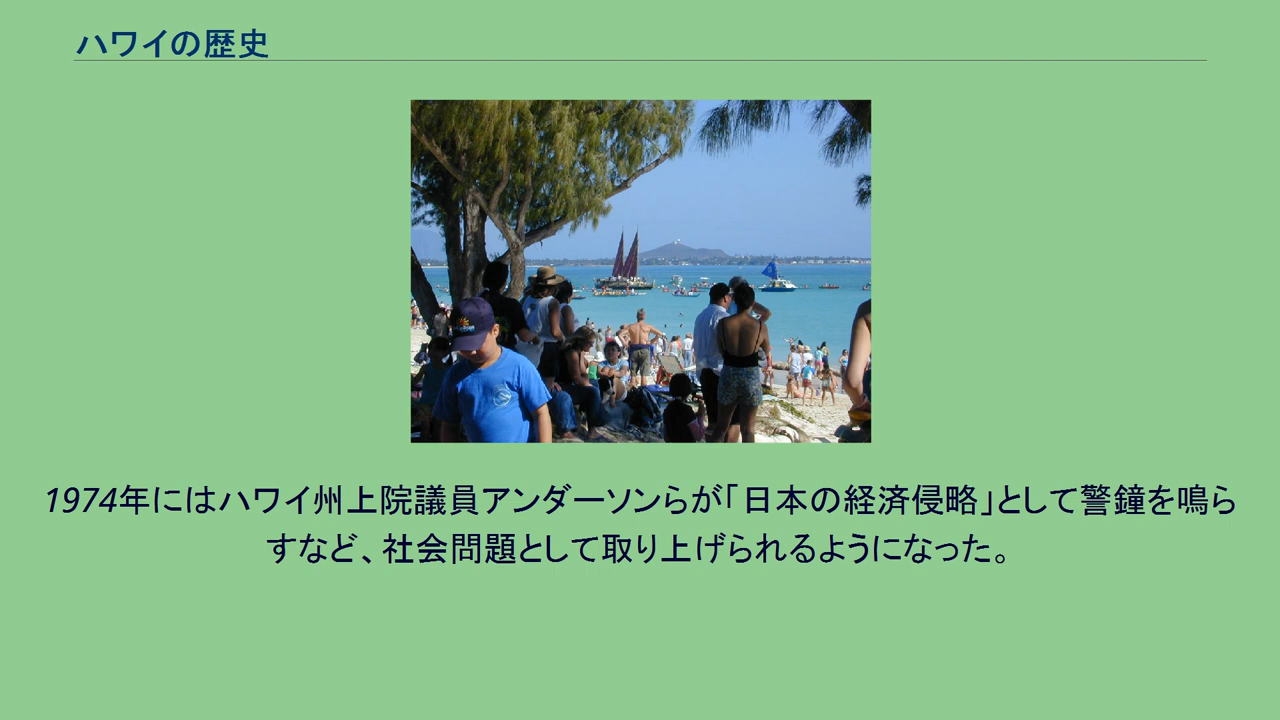 ハワイの歴史
1974年にはハワイ州上院議員アンダーソンらが「日本の経済侵略」として警鐘を鳴ら
すなど、社会問題として取り上げられるようになった。